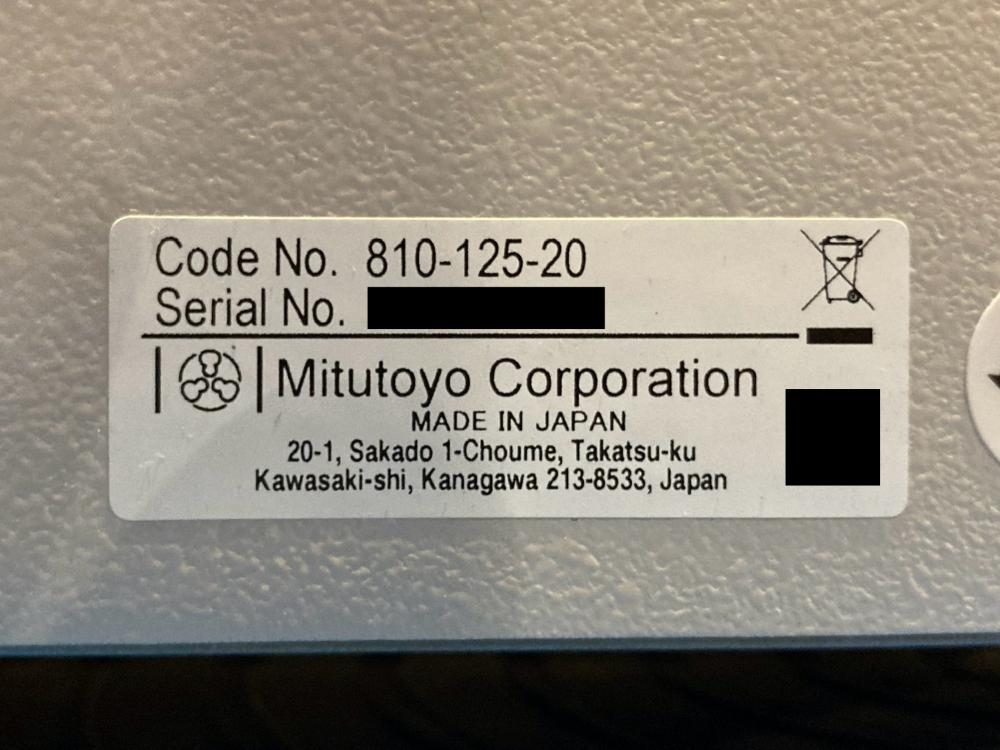 Code No. 810-125-20
Serial No.
Mitutoyo Corporation
MADE IN JAPAN
20-1, Sakado 1-Choume, Takatsu-ku
Kawasaki-shi, Kanagawa 213-8533, Japan